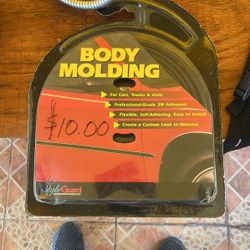 BODY
MOLDING
For Cars, Trucks & Vans
Professional-Grade 3M Adhesive
Flexible, Self-Adhering, Easy to Install
Create a Custom Look in Minutes
$10.00
StyleGuard